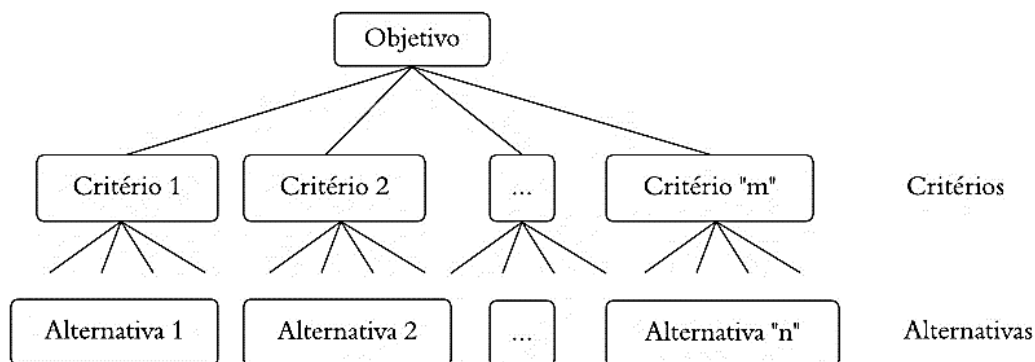 Objetivo
Critério 1 Critério 2 ... Critério "m" Critérios
Alternativa 1 Alternativa 2 ... Alternativa "n" Alternativas